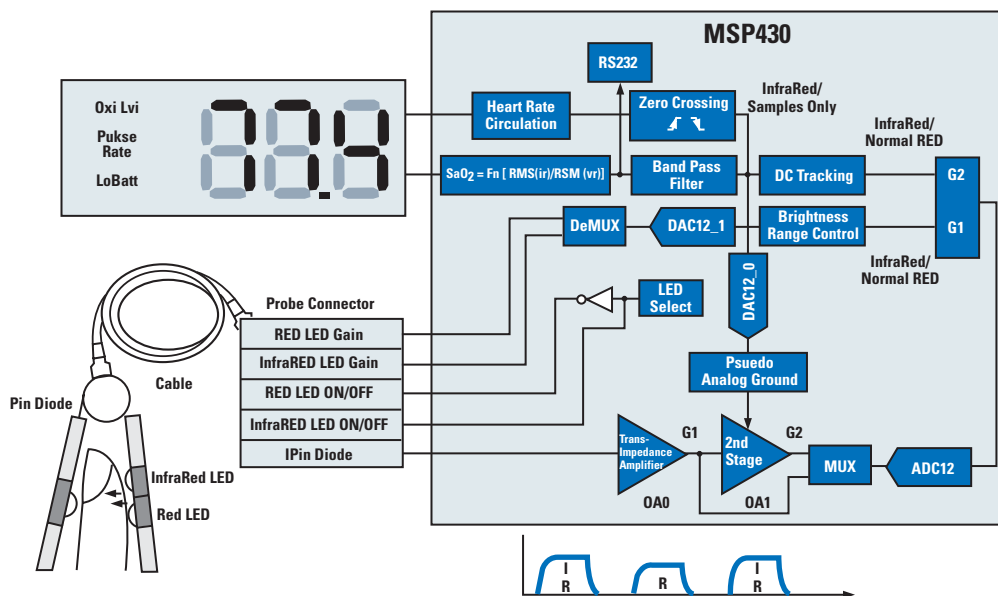 MSP430
RS232
InfraRed/
Samples Only
Oxi Lvi
Pukse
Rate
LoBatt
Heart Rate
Circulation
Zero Crossing
InfraRed/
Normal RED
SaO2 = Fn [ RMS(ir)/RSM (vr)]
Band Pass
Filter
DC Tracking
G2
G1
DeMUX
DAC12_1
Brightness
Range Control
InfraRed/
Normal RED
DAC12_0
LED
Select
Probe Connector
RED LED Gain
InfraRED LED Gain
RED LED ON/OFF
InfraRED LED ON/OFF
IPin Diode
Cable
Pin Diode
InfraRed LED
Red LED
Psuedo
Analog Ground
Trans-
Impedance
Amplifier
G1
2nd
Stage
G2
MUX
ADC12
OA0
OA1
I
R
R
I
R